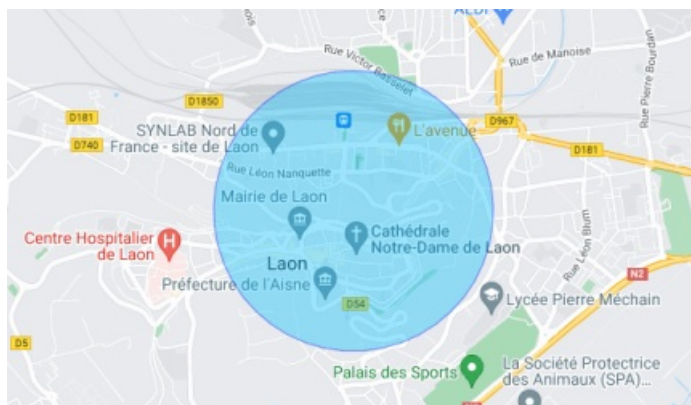 ALDI
Rue Victor Basselet
Rue de Manoise
Rue Pierre Bourdan
D1850
D181
SYNLAB Nord de
France - site de Laon
L'avenue
D967
D740
D181
Rue Léon Nanquette
Mairie de Laon
Centre Hospitalier
de Laon
Cathédrale
Notre-Dame de Laon
Rue Léon Blum
Laon
N2
Préfecture de l'Aisne
D54
Lycée Pierre Méchain
D5
Palais des Sports
La Société Protectrice
des Animaux (SPA)...